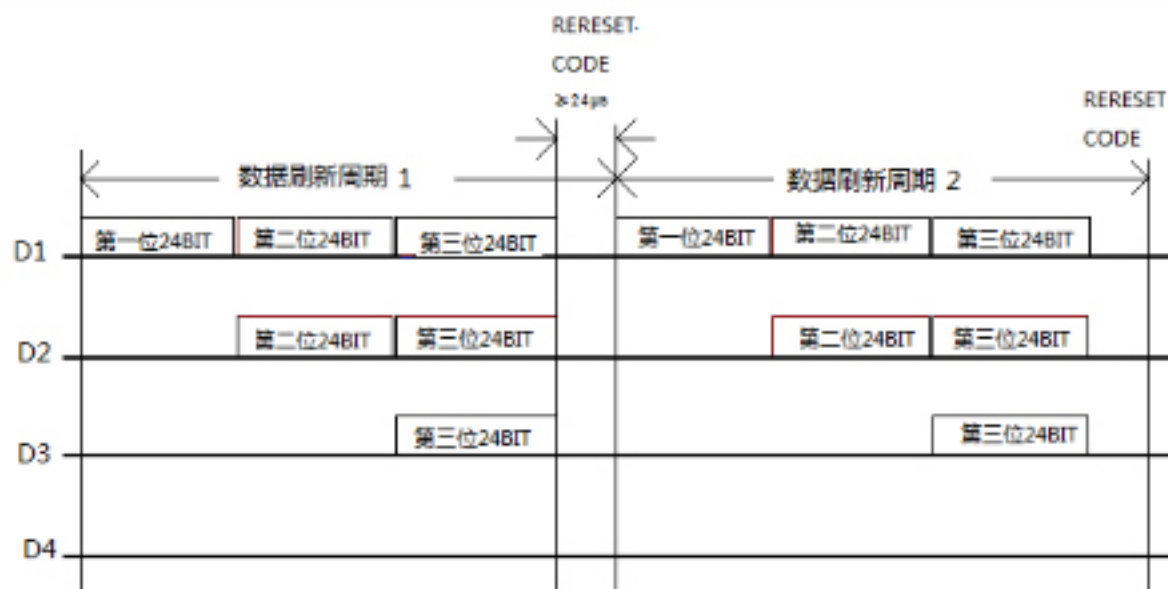 RERESET
CODE
≥24μs
RERESET
CODE
数据刷新周期 1
数据刷新周期 2
D1 第一位24BIT 第二位24BIT 第三位24BIT 第一位24BIT 第二位24BIT 第三位24BIT
D2 第二位24BIT 第三位24BIT 第二位24BIT 第三位24BIT
D3 第三位24BIT 第三位24BIT
D4